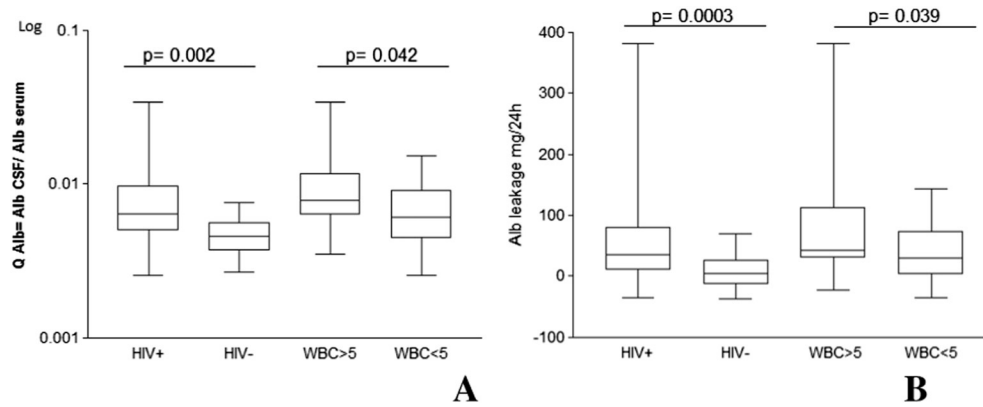 Log
0.1
0.01
0.001
Q Alb= Alb CSF/ Alb serum
p= 0.002
p= 0.042
HIV+
HIV-
WBC>5
WBC<5
A
400
300
200
100
0
-100
Alb leakage mg/24h
p= 0.0003
p= 0.039
HIV+
HIV-
WBC>5
WBC<5
B